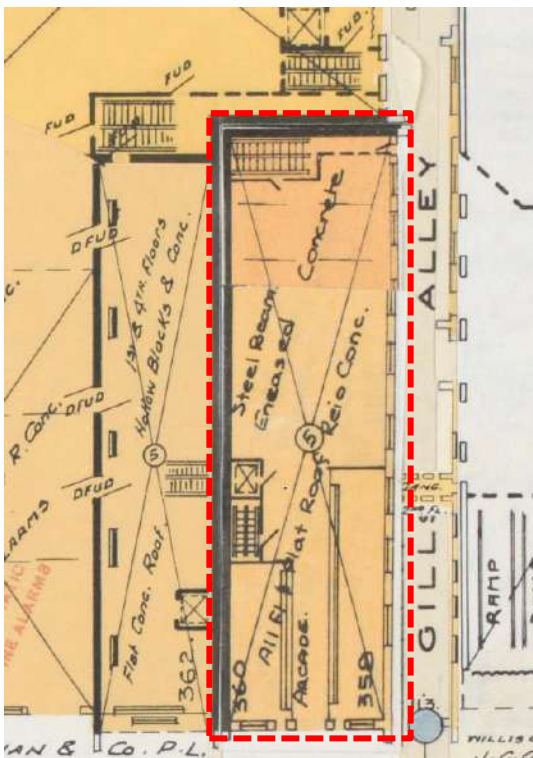 FUD
FUD.
FUD
FUD
ALLEY
DFUD
1st & 4TH. Floors
Hollow Blocks & Conc.
Concrete
Steel Beam
Encased
R. Conc.
DFUD
5
5
DFUD
ALARMS
Flat Conc. Roof.
362
All Fl & Flat Roof Reio Conc.
ARCADE.
360
358
GILLS
RAMP
ALARMS
13.
& Co. P.L.